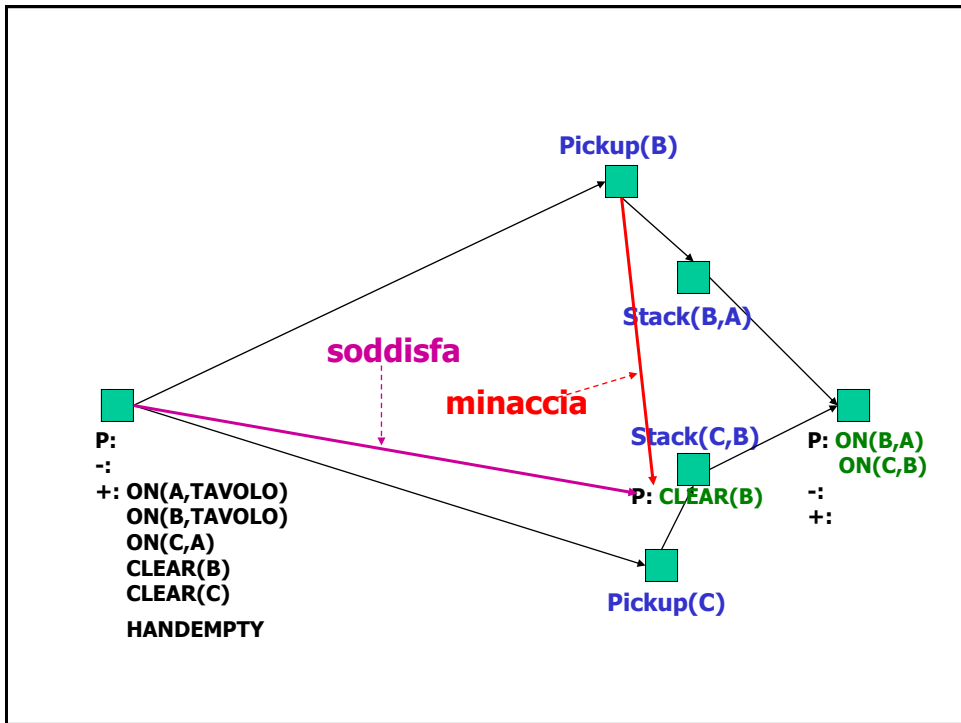 Pickup(B)
Stack(B,A)
soddisfa
minaccia
Stack(C,B)
P: CLEAR(B)
Pickup(C)
P:
-:
+: ON(A,TAVOLO)
ON(B,TAVOLO)
ON(C,A)
CLEAR(B)
CLEAR(C)
HANDEMPTY
P: ON(B,A)
ON(C,B)
-:
+: